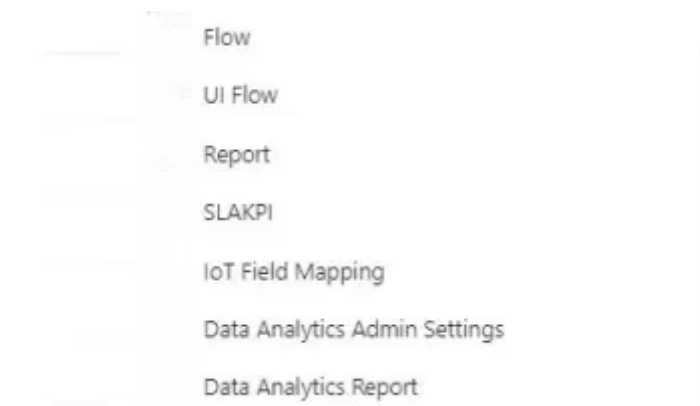 Flow
UI Flow
Report
SLAKPI
IoT Field Mapping
Data Analytics Admin Settings
Data Analytics Report